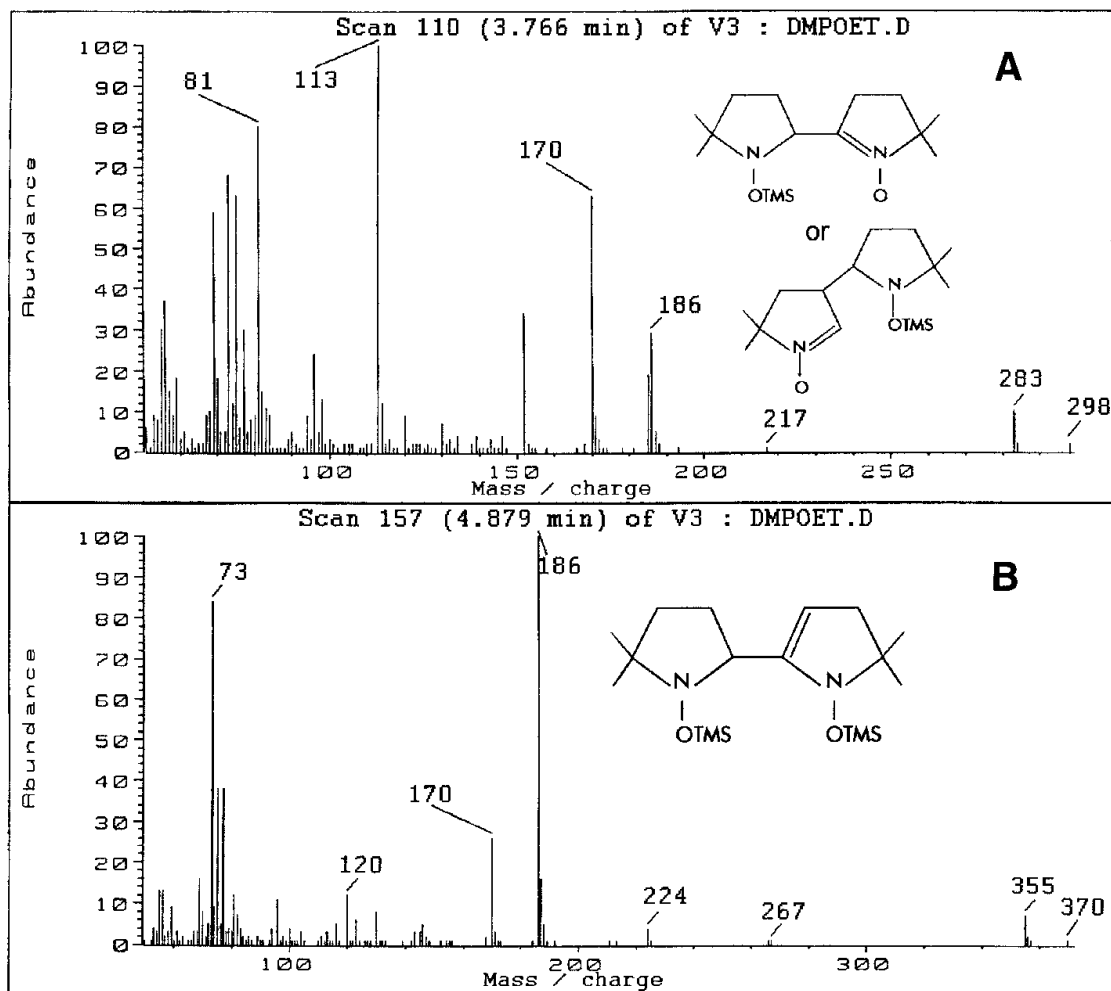 Scan 110 (3.766 min) of V3 : DMPOET.D
A
Abundance
100
90
80
70
60
50
40
30
20
10
0
81
113
170
186
217
283
298
N
N
OTMS
O
or
N
OTMS
N
O
100
150
200
250
Mass / charge
Scan 157 (4.879 min) of V3 : DMPOET.D
B
Abundance
100
90
80
70
60
50
40
30
20
10
0
73
120
170
186
224
267
355
370
N
N
OTMS
OTMS
100
200
300
Mass / charge